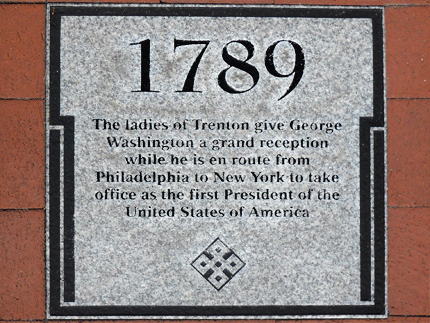 1789
The ladies of Trenton give George
Washington a grand reception
while he is en route from
Philadelphia to New York to take
office as the first President of the
United States of America